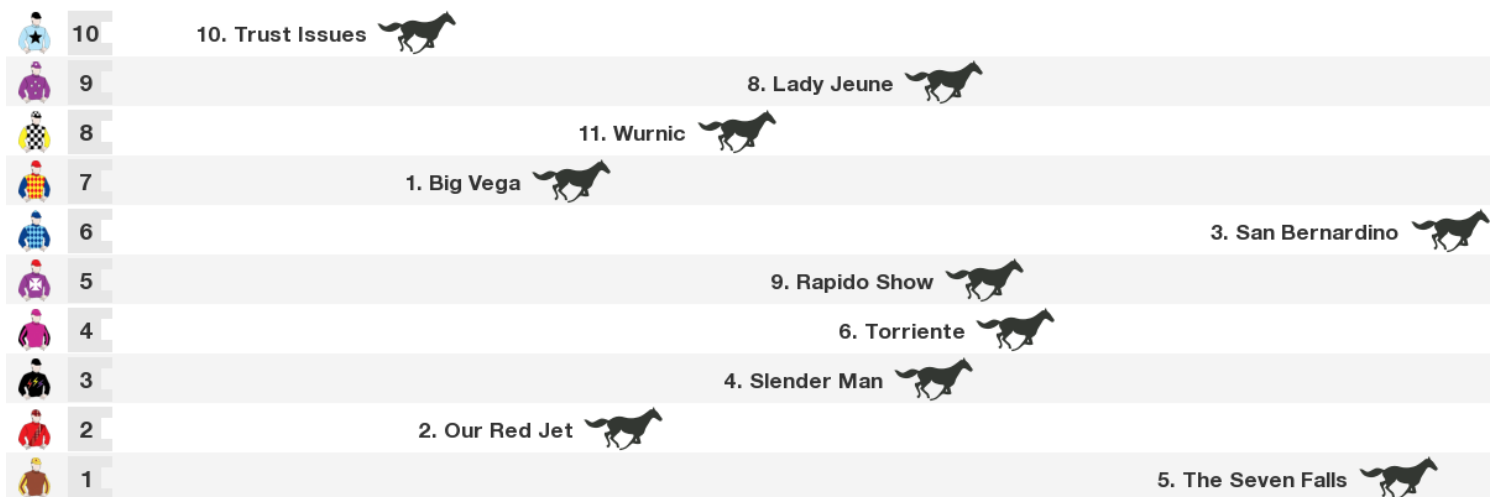 10 10. Trust Issues
9 8. Lady Jeune
8 11. Wurnic
7 1. Big Vega
6 3. San Bernardino
5 9. Rapido Show
4 6. Torriente
3 4. Slender Man
2 2. Our Red Jet
1 5. The Seven Falls